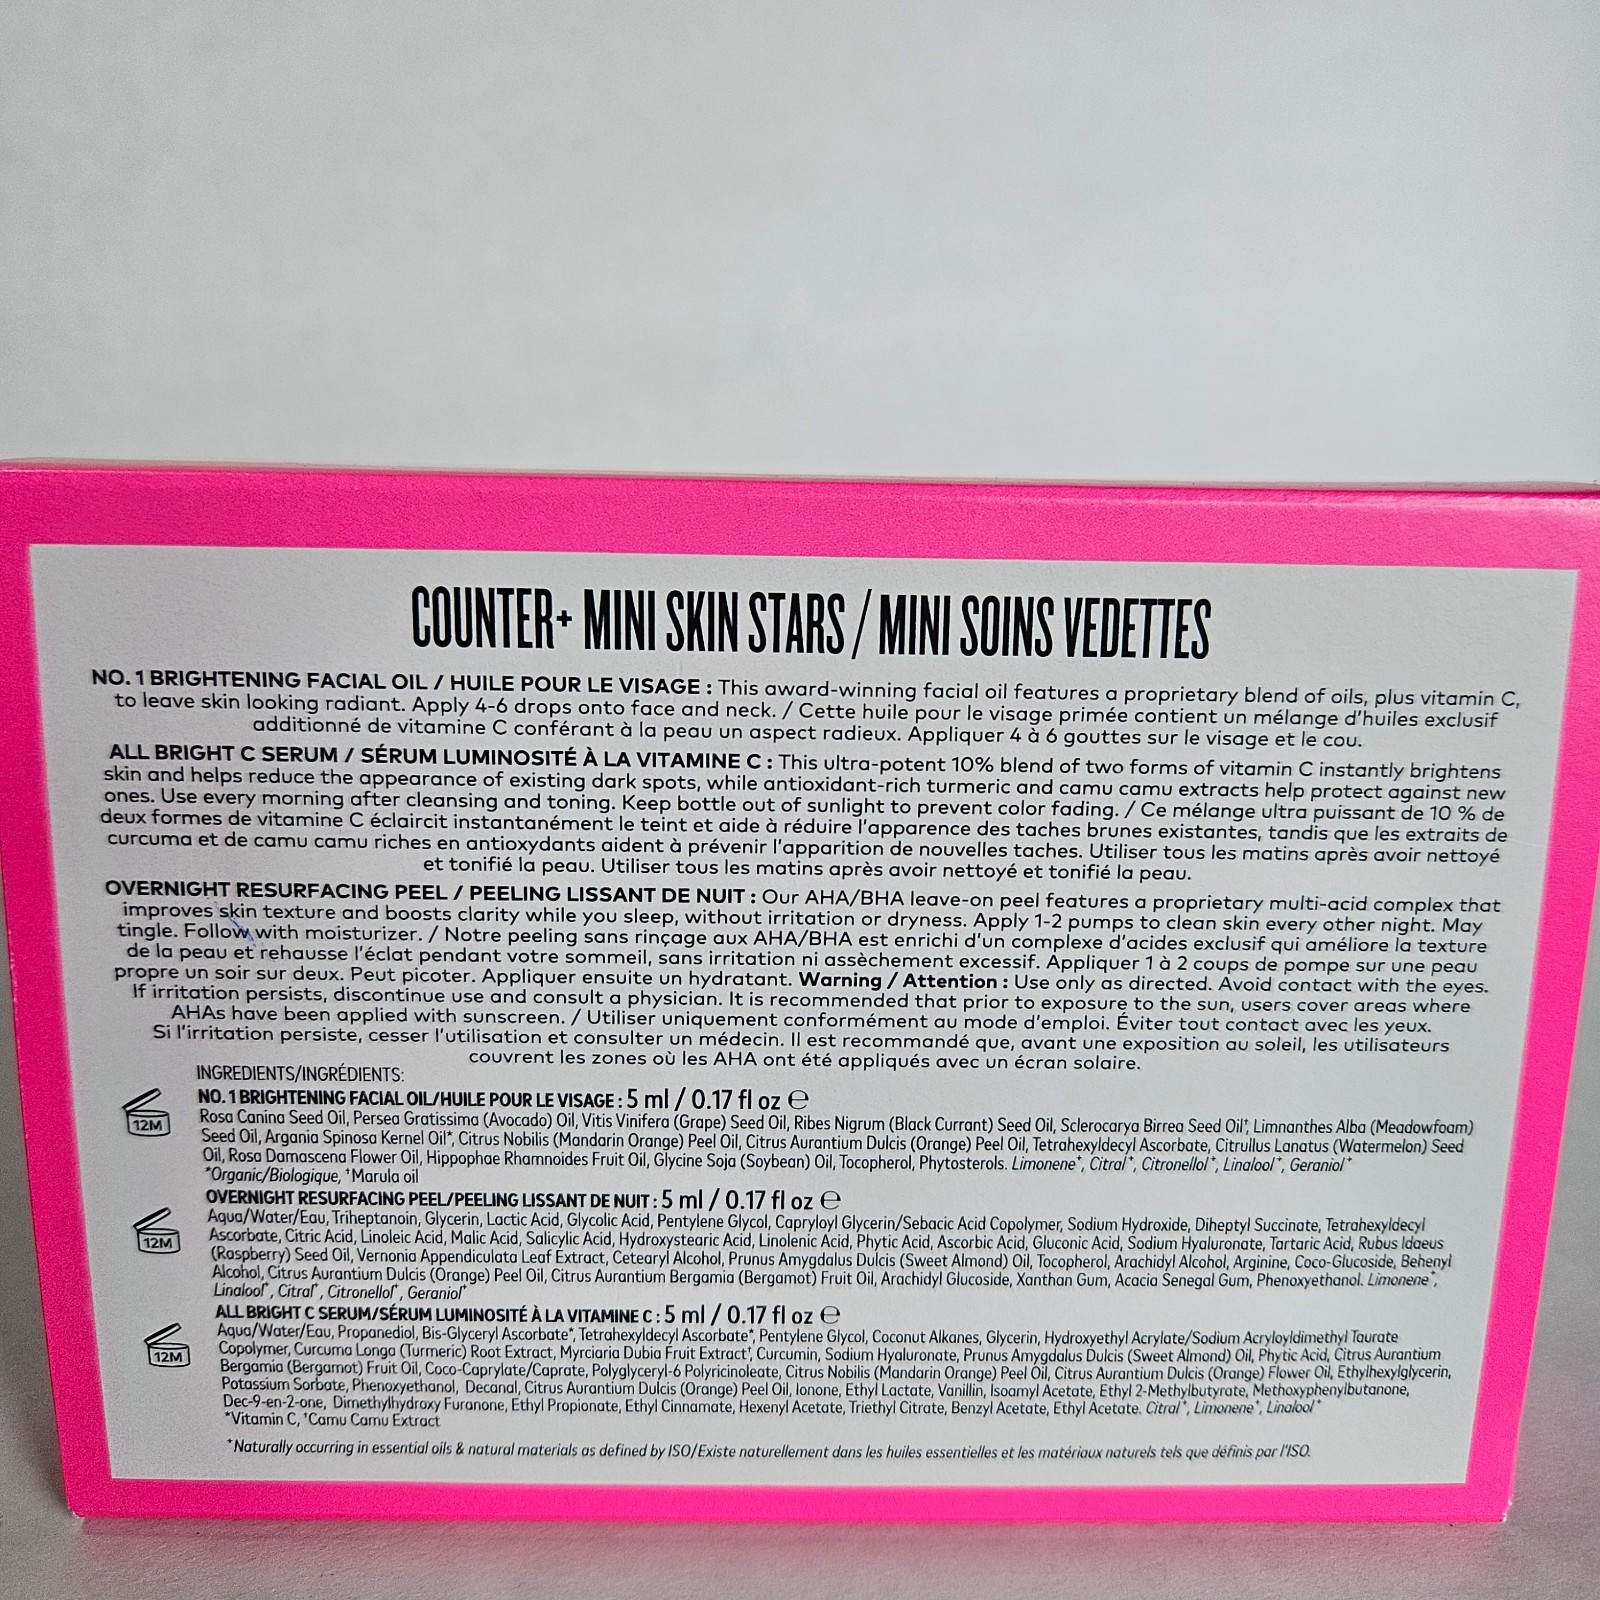 COUNTER+ MINI SKIN STARS / MINI SOINS VEDETTES
NO. 1 BRIGHTENING FACIAL OIL / HUILE POUR LE VISAGE : This award-winning facial oil features a proprietary blend of oils, plus vitamin C,
to leave skin looking radiant. Apply 4-6 drops onto face and neck. / Cette huile pour le visage primée contient un mélange d'huiles exclusif
additionné de vitamine C conférant à la peau un aspect radieux. Appliquer 4 à 6 gouttes sur le visage et le cou.
ALL BRIGHT C SERUM / SÉRUM LUMINOSITÉ À LA VITAMINE C : This ultra-potent 10% blend of two forms of vitamin C instantly brightens
skin and helps reduce the appearance of existing dark spots, while antioxidant-rich turmeric and camu camu extracts help protect against new
ones. Use every morning after cleansing and toning. Keep bottle out of sunlight to prevent color fading. / Ce mélange ultra puissant de 10 % de
deux formes de vitamine C éclaircit instantanément le teint et aide à réduire l'apparence des taches brunes existantes, tandis que les extraits de
curcuma et de camu camu riches en antioxydants aident à prévenir l'apparition de nouvelles taches. Utiliser tous les matins après avoir nettoyé
et tonifié la peau. Utiliser tous les matins après avoir nettoyé et tonifié la peau.
OVERNIGHT RESURFACING PEEL / PEELING LISSANT DE NUIT : Our AHA/BHA leave-on peel features a proprietary multi-acid complex that
improves skin texture and boosts clarity while you sleep, without irritation or dryness. Apply 1-2 pumps to clean skin every other night. May
tingle. Follow with moisturizer. / Notre peeling sans rinçage aux AHA/BHA est enrichi d'un complexe d'acides exclusif qui améliore la texture
de la peau et rehausse l'éclat pendant votre sommeil, sans irritation ni assèchement excessif. Appliquer 1 à 2 coups de pompe sur une peau
propre un soir sur deux. Peut picoter. Appliquer ensuite un hydratant. Warning / Attention : Use only as directed. Avoid contact with the eyes.
If irritation persists, discontinue use and consult a physician. It is recommended that prior to exposure to the sun, users cover areas where
AHAs have been applied with sunscreen. / Utiliser uniquement conformément au mode d'emploi. Éviter tout contact avec les yeux.
Si l'irritation persiste, cesser l'utilisation et consulter un médecin. Il est recommandé que, avant une exposition au soleil, les utilisateurs
couvrent les zones où les AHA ont été appliqués avec un écran solaire.
INGREDIENTS/INGRÉDIENTS:
12M
NO. 1 BRIGHTENING FACIAL OIL/HUILE POUR LE VISAGE : 5 ml / 0.17 fl oz ℮
Rosa Canina Seed Oil, Persea Gratissima (Avocado) Oil, Vitis Vinifera (Grape) Seed Oil, Ribes Nigrum (Black Currant) Seed Oil, Sclerocarya Birrea Seed Oil†, Limnanthes Alba (Meadowfoam)
Seed Oil, Argania Spinosa Kernel Oil*, Citrus Nobilis (Mandarin Orange) Peel Oil, Citrus Aurantium Dulcis (Orange) Peel Oil, Tetrahexyldecyl Ascorbate, Citrullus Lanatus (Watermelon) Seed
Oil, Rosa Damascena Flower Oil, Hippophae Rhamnoides Fruit Oil, Glycine Soja (Soybean) Oil, Tocopherol, Phytosterols. Limonene⁺, Citral⁺, Citronellol⁺, Linalool⁺, Geraniol⁺
*Organic/Biologique, †Marula oil
12M
OVERNIGHT RESURFACING PEEL/PEELING LISSANT DE NUIT : 5 ml / 0.17 fl oz ℮
Aqua/Water/Eau, Triheptanoin, Glycerin, Lactic Acid, Glycolic Acid, Pentylene Glycol, Capryloyl Glycerin/Sebacic Acid Copolymer, Sodium Hydroxide, Diheptyl Succinate, Tetrahexyldecyl
Ascorbate, Citric Acid, Linoleic Acid, Malic Acid, Salicylic Acid, Hydroxystearic Acid, Linolenic Acid, Phytic Acid, Ascorbic Acid, Gluconic Acid, Sodium Hyaluronate, Tartaric Acid, Rubus Idaeus
(Raspberry) Seed Oil, Vernonia Appendiculata Leaf Extract, Cetearyl Alcohol, Prunus Amygdalus Dulcis (Sweet Almond) Oil, Tocopherol, Arachidyl Alcohol, Arginine, Coco-Glucoside, Behenyl
Alcohol, Citrus Aurantium Dulcis (Orange) Peel Oil, Citrus Aurantium Bergamia (Bergamot) Fruit Oil, Arachidyl Glucoside, Xanthan Gum, Acacia Senegal Gum, Phenoxyethanol. Limonene⁺,
Linalool⁺, Citral⁺, Citronellol⁺, Geraniol⁺
12M
ALL BRIGHT C SERUM/SÉRUM LUMINOSITÉ À LA VITAMINE C : 5 ml / 0.17 fl oz ℮
Aqua/Water/Eau, Propanediol, Bis-Glyceryl Ascorbate*, Tetrahexyldecyl Ascorbate*, Pentylene Glycol, Coconut Alkanes, Glycerin, Hydroxyethyl Acrylate/Sodium Acryloyldimethyl Taurate
Copolymer, Curcuma Longa (Turmeric) Root Extract, Myrciaria Dubia Fruit Extract†, Curcumin, Sodium Hyaluronate, Prunus Amygdalus Dulcis (Sweet Almond) Oil, Phytic Acid, Citrus Aurantium
Bergamia (Bergamot) Fruit Oil, Coco-Caprylate/Caprate, Polyglyceryl-6 Polyricinoleate, Citrus Nobilis (Mandarin Orange) Peel Oil, Citrus Aurantium Dulcis (Orange) Flower Oil, Ethylhexylglycerin,
Potassium Sorbate, Phenoxyethanol, Decanal, Citrus Aurantium Dulcis (Orange) Peel Oil, Ionone, Ethyl Lactate, Vanillin, Isoamyl Acetate, Ethyl 2-Methylbutyrate, Methoxyphenylbutanone,
Dec-9-en-2-one, Dimethylhydroxy Furanone, Ethyl Propionate, Ethyl Cinnamate, Hexenyl Acetate, Triethyl Citrate, Benzyl Acetate, Ethyl Acetate. Citral⁺, Limonene⁺, Linalool⁺
*Vitamin C, †Camu Camu Extract
⁺Naturally occurring in essential oils & natural materials as defined by ISO/Existe naturellement dans les huiles essentielles et les matériaux naturels tels que définis par l'ISO.